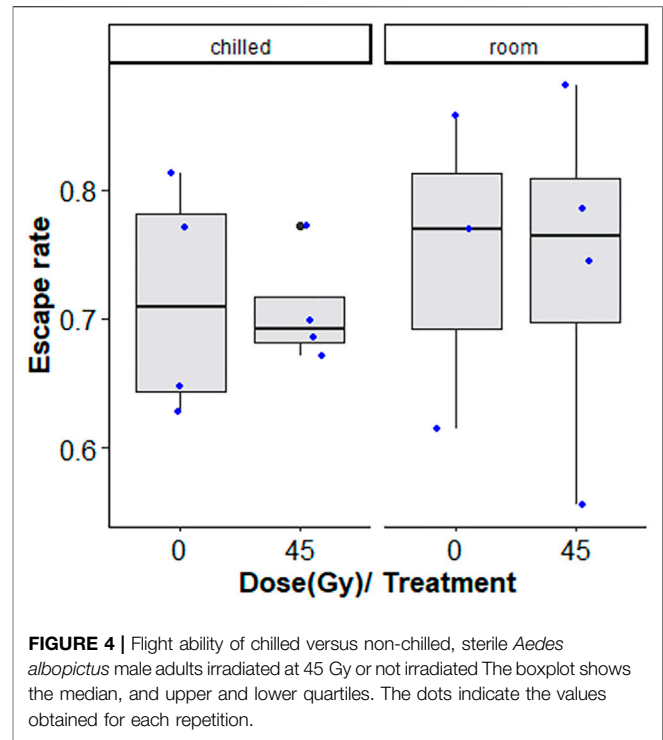 chilled room
0.8
0.7
0.6
Escape rate
0 45 0 45
Dose(Gy)/ Treatment
FIGURE 4 | Flight ability of chilled versus non-chilled, sterile Aedes
albopictus male adults irradiated at 45 Gy or not irradiated The boxplot shows
the median, and upper and lower quartiles. The dots indicate the values
obtained for each repetition.